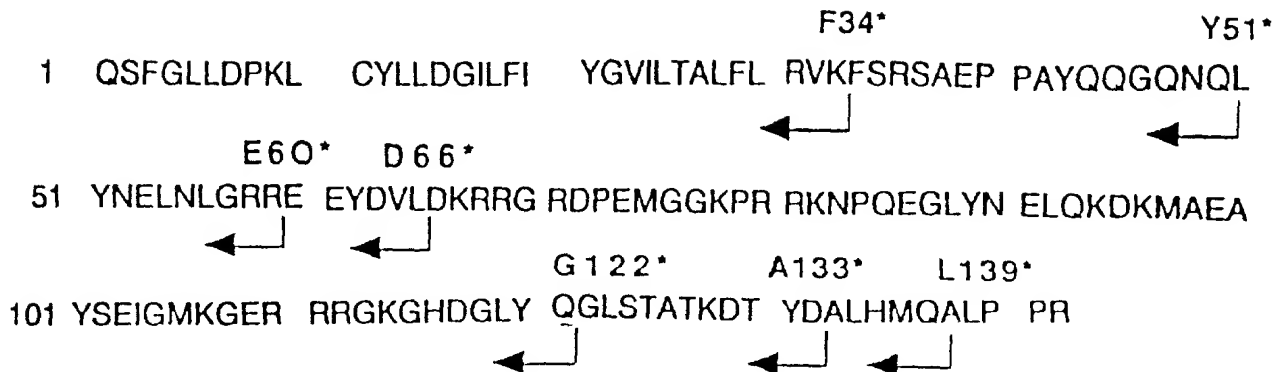 F34* Y51*
1 QSFGLLDPKL CYLLDGILFI YGVILTALFL RVKFSRSAEP PAYQQGQNQL
E60* D66*
51 YNELNLGRRE EYDVLDKRRG RDPEMGGKPR RKNPQEGLYN ELQKDKMAEA
G122* A133* L139*
101 YSEIGMKGER RRGKGHDGLY QGLSTATKDT YDALHMQALP PR